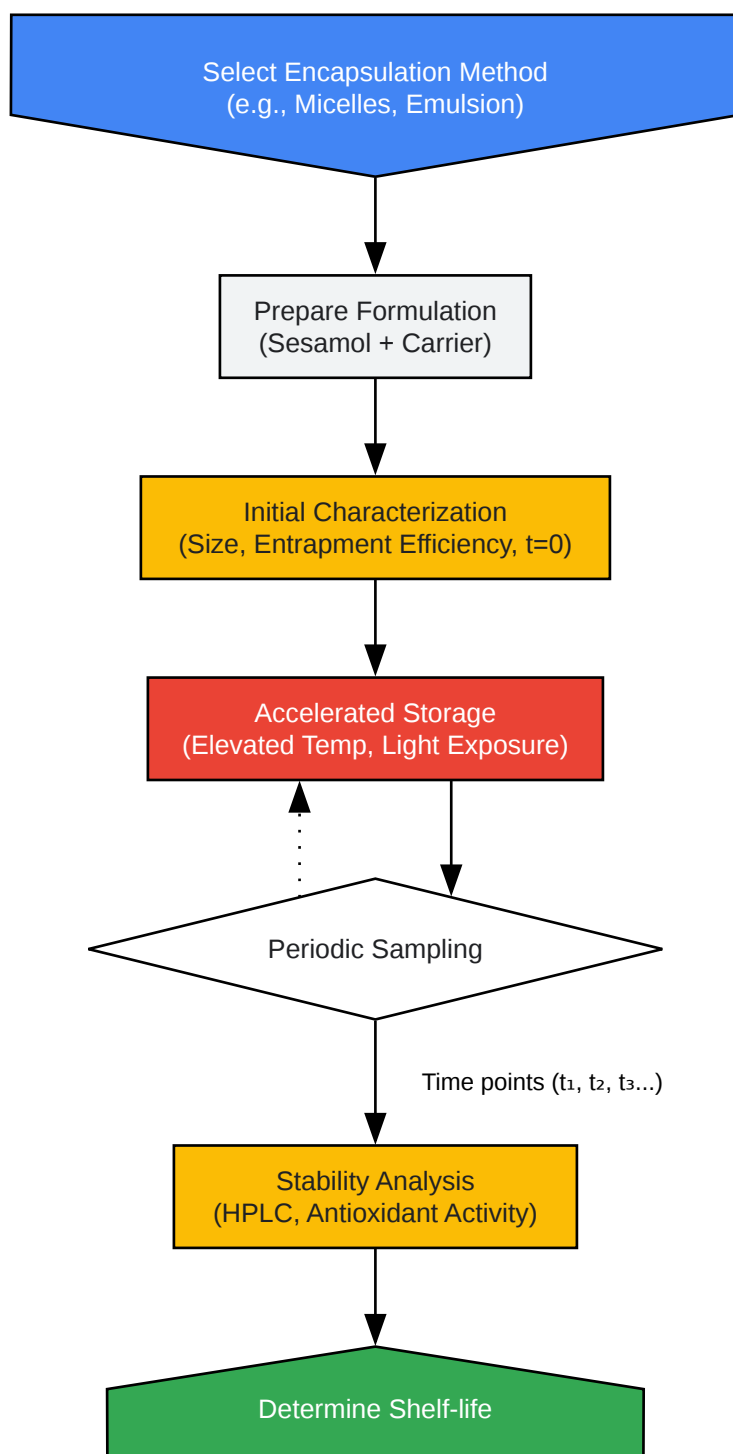 Select Encapsulation Method
(e.g., Micelles, Emulsion)
Prepare Formulation
(Sesamol + Carrier)
Initial Characterization
(Size, Entrapment Efficiency, t=0)
Accelerated Storage
(Elevated Temp, Light Exposure)
Periodic Sampling
Time points (t₁, t₂, t₃...)
Stability Analysis
(HPLC, Antioxidant Activity)
Determine Shelf-life